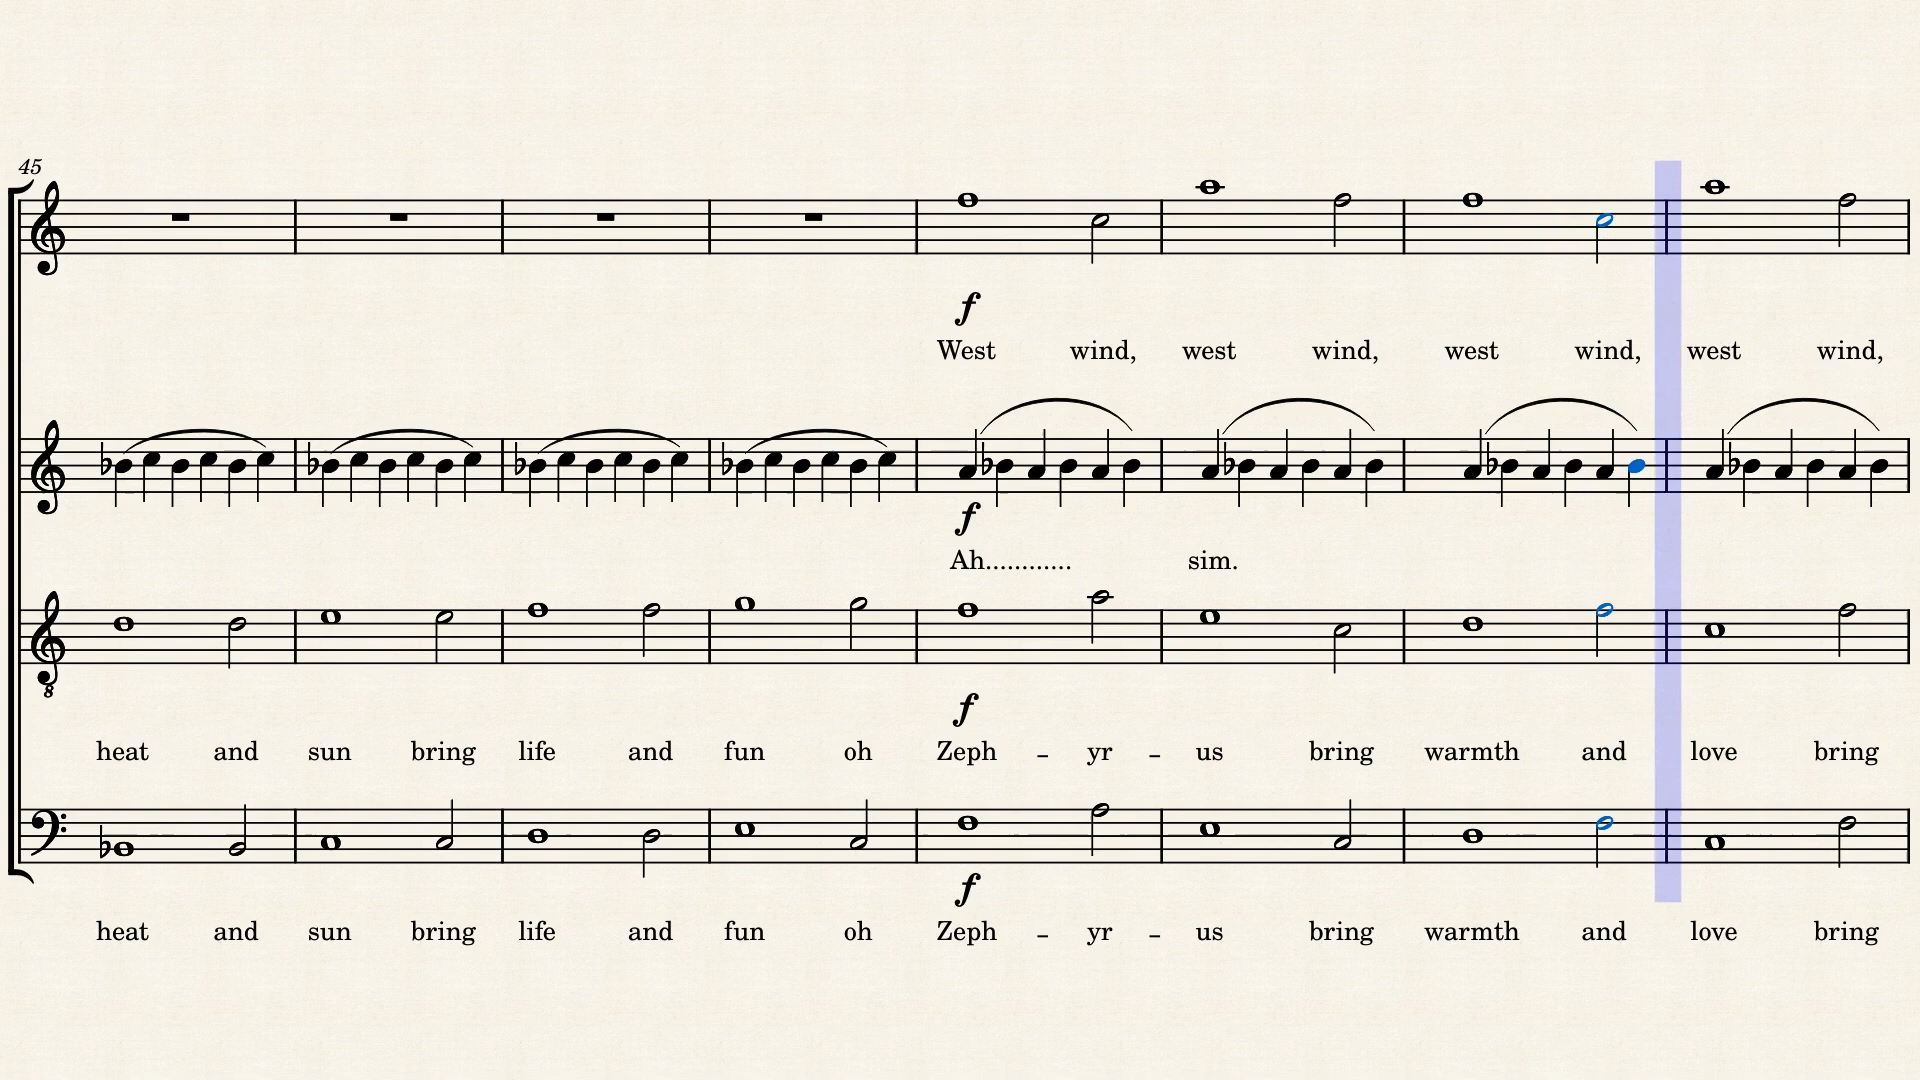 45
f
West wind, west wind, west wind, west wind,
f
Ah............ sim.
8
f
heat and sun bring life and fun oh Zeph - yr - us bring warmth and love bring
f
heat and sun bring life and fun oh Zeph - yr - us bring warmth and love bring